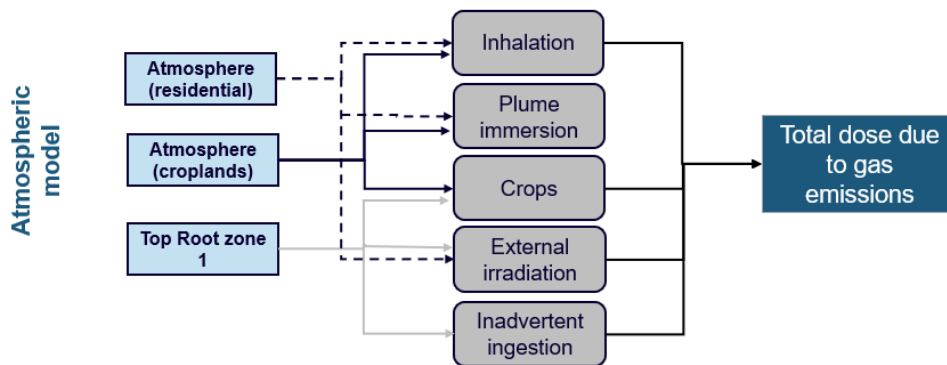 Atmospheric
model
Atmosphere
(residential)
Atmosphere
(croplands)
Top Root zone
1
Inhalation
Plume
immersion
Crops
External
irradiation
Inadvertent
ingestion
Total dose due
to gas
emissions